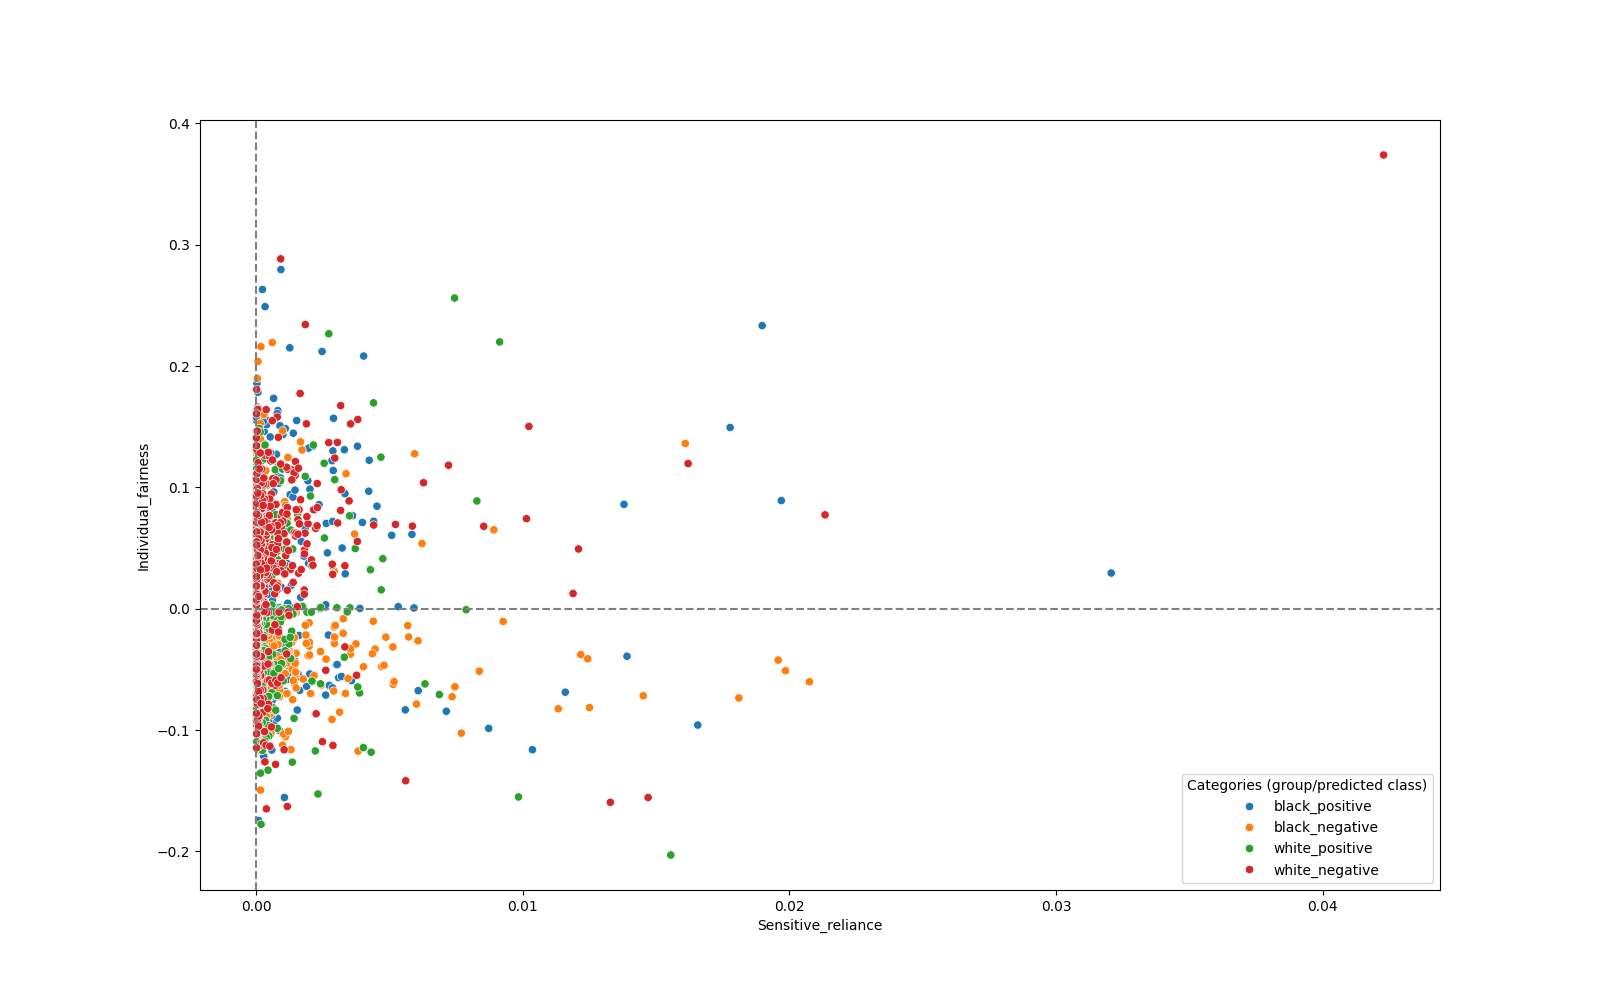 0.4
0.3
0.2
0.1
0.0
−0.1
−0.2
Individual_fairness
0.00
0.01
0.02
0.03
0.04
Sensitive_reliance
Categories (group/predicted class)
black_positive
black_negative
white_positive
white_negative